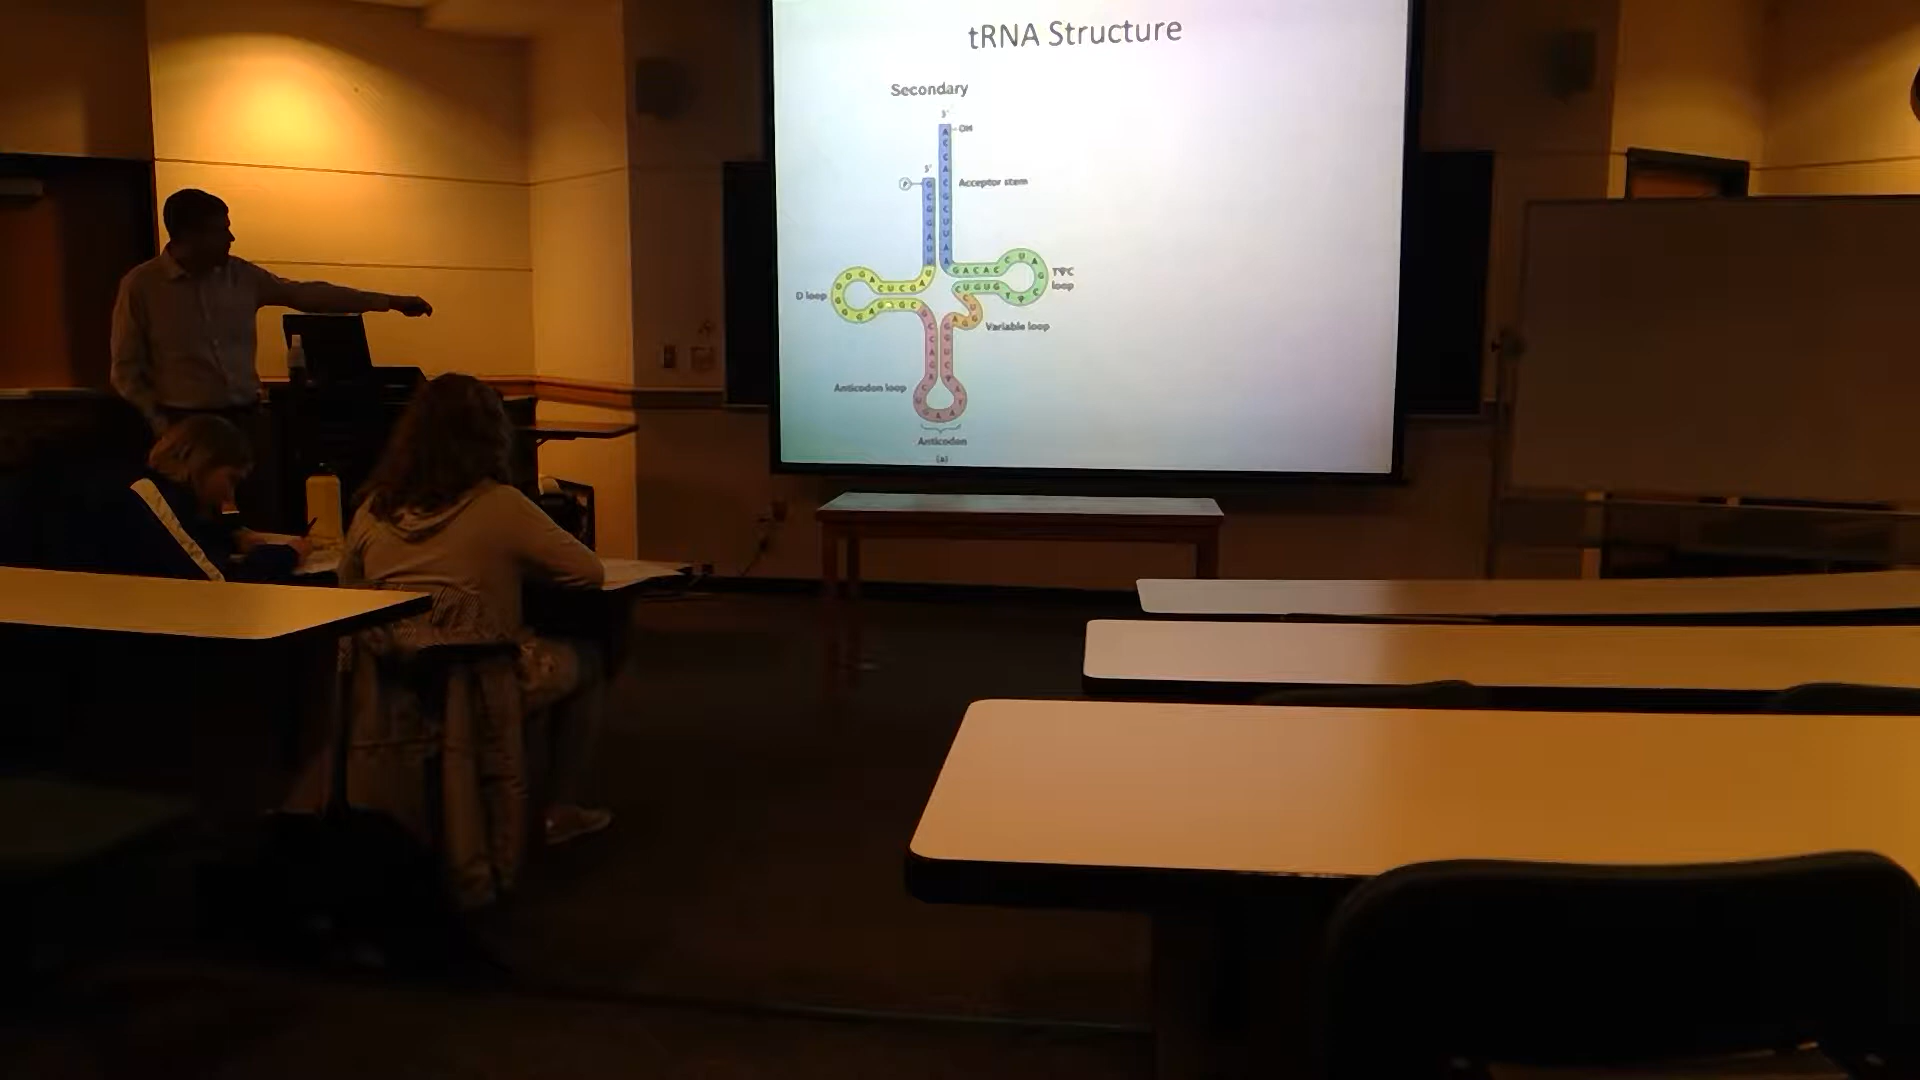 tRNA Structure
Secondary
3'
OH
5'
P
Acceptor stem
D loop
TΨC
loop
Variable loop
Anticodon loop
Anticodon
(a)